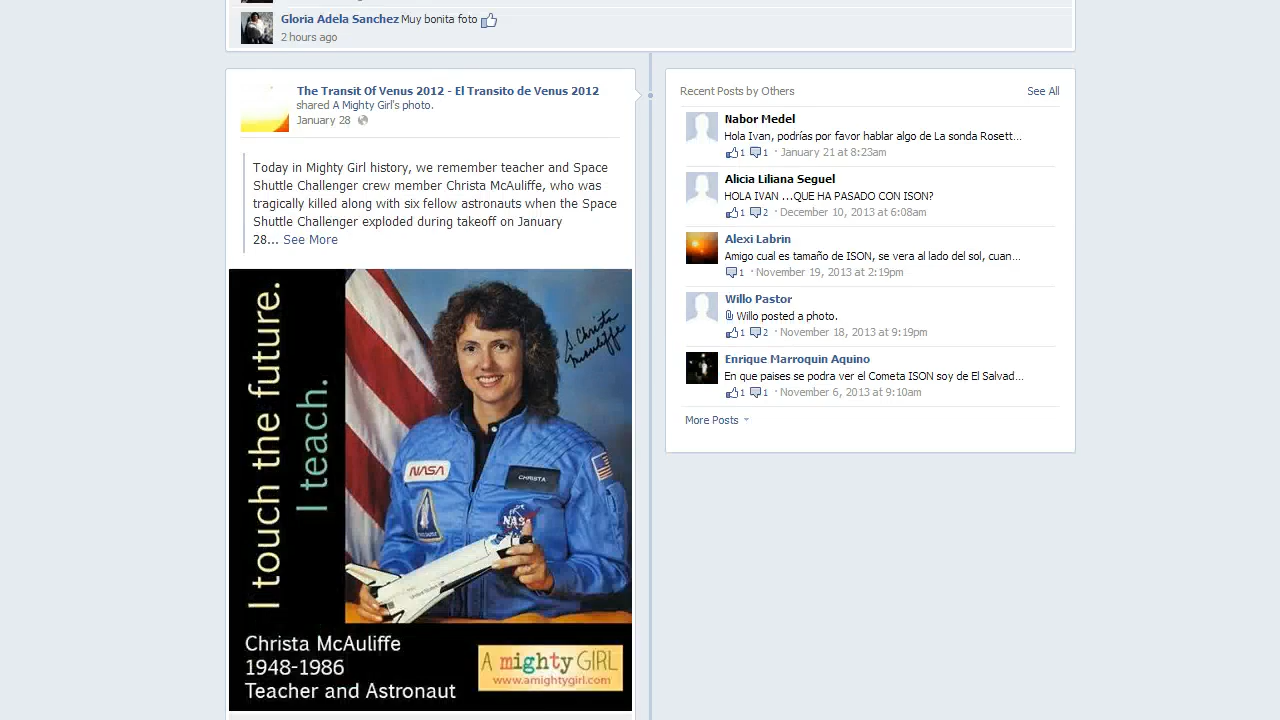 Gloria Adela Sanchez Muy bonita foto
2 hours ago
The Transit Of Venus 2012 - El Transito de Venus 2012
shared A Mighty Girl's photo.
January 28
Today in Mighty Girl history, we remember teacher and Space
Shuttle Challenger crew member Christa McAuliffe, who was
tragically killed along with six fellow astronauts when the Space
Shuttle Challenger exploded during takeoff on January
28... See More
I touch the future.
I teach.
S. Christa
McAuliffe
NASA
CHRISTA
NASA
United States
Christa McAuliffe
1948-1986
Teacher and Astronaut
A mighty GIRL
www.amightygirl.com
Recent Posts by Others
See All
Nabor Medel
Hola Ivan, podrías por favor hablar algo de La sonda Rosett...
1 1 · January 21 at 8:23am
Alicia Liliana Seguel
HOLA IVAN ...QUE HA PASADO CON ISON?
1 2 · December 10, 2013 at 6:08am
Alexi Labrin
Amigo cual es tamaño de ISON, se vera al lado del sol, cuan...
1 · November 19, 2013 at 2:19pm
Willo Pastor
Willo posted a photo.
1 2 · November 18, 2013 at 9:19pm
Enrique Marroquin Aquino
En que paises se podra ver el Cometa ISON soy de El Salvad...
1 1 · November 6, 2013 at 9:10am
More Posts